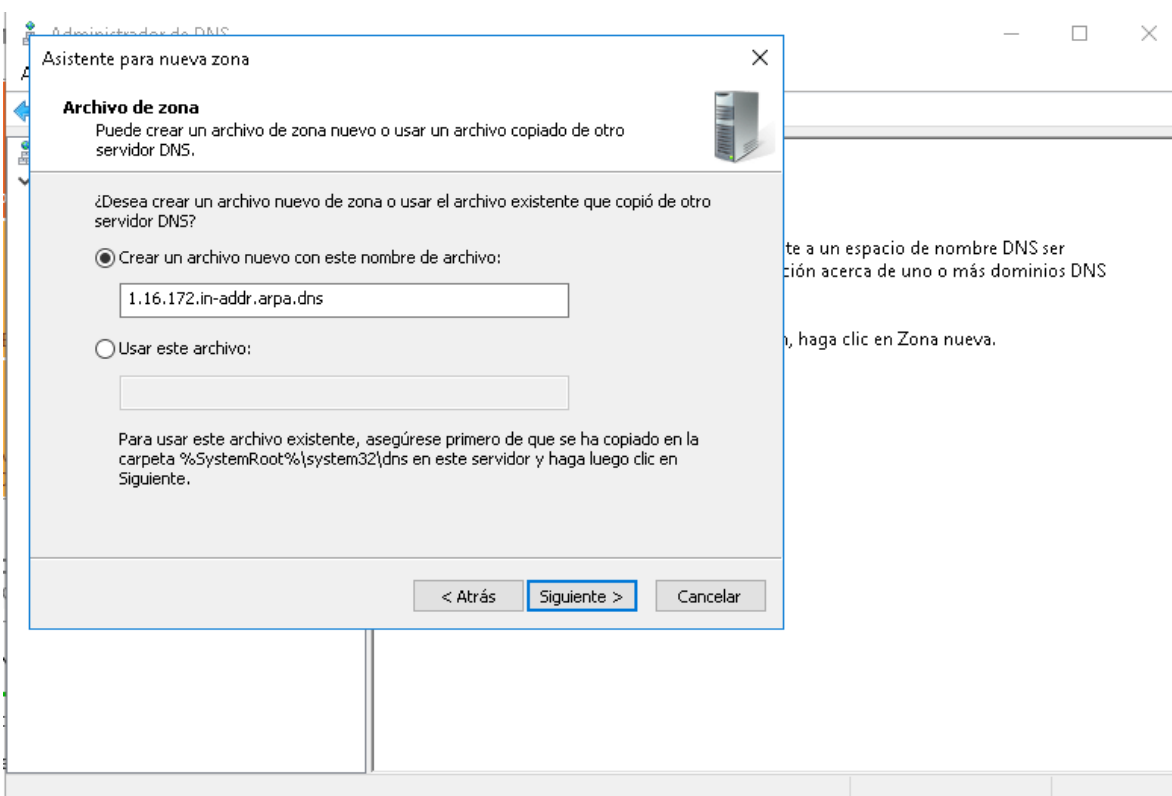 Administrador de DNS
Asistente para nueva zona
Archivo de zona
Puede crear un archivo de zona nuevo o usar un archivo copiado de otro
servidor DNS.
¿Desea crear un archivo nuevo de zona o usar el archivo existente que copió de otro
servidor DNS?
Crear un archivo nuevo con este nombre de archivo:
1.16.172.in-addr.arpa.dns
Usar este archivo:
Para usar este archivo existente, asegúrese primero de que se ha copiado en la
carpeta %SystemRoot%\system32\dns en este servidor y haga luego clic en
Siguiente.
< Atrás
Siguiente >
Cancelar
te a un espacio de nombre DNS ser
ción acerca de uno o más dominios DNS
, haga clic en Zona nueva.